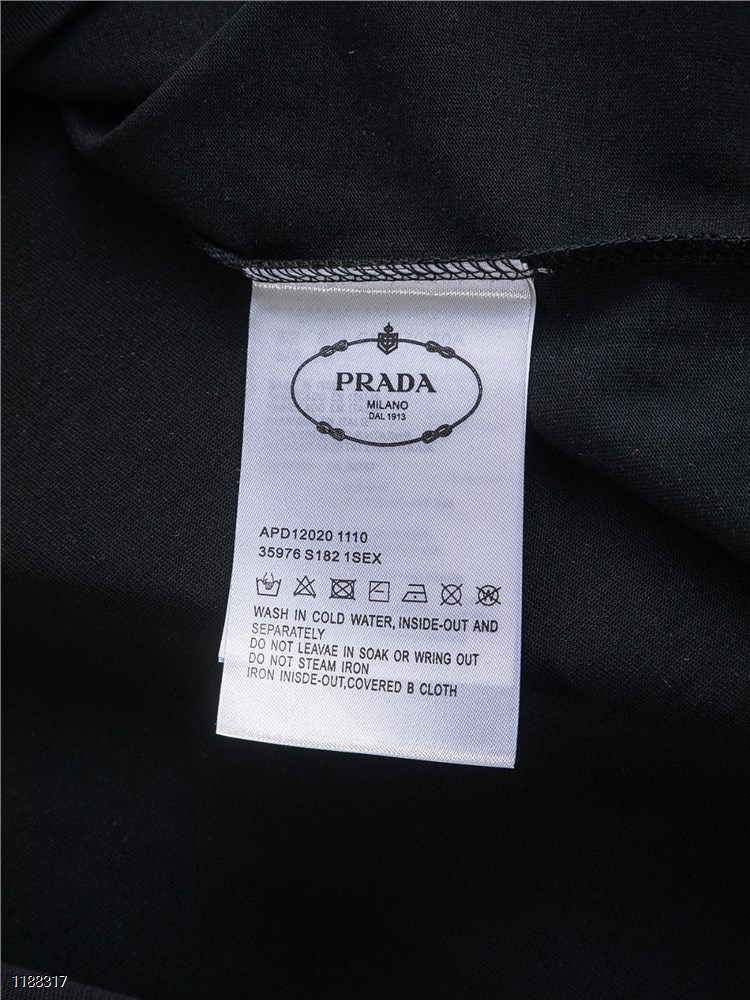 PRADA
MILANO
DAL 1913
APD12020 1110
35976 S182 1SEX
WASH IN COLD WATER, INSIDE-OUT AND
SEPARATELY
DO NOT LEAVAE IN SOAK OR WRING OUT
DO NOT STEAM IRON
IRON INISDE-OUT,COVERED B CLOTH
1188317